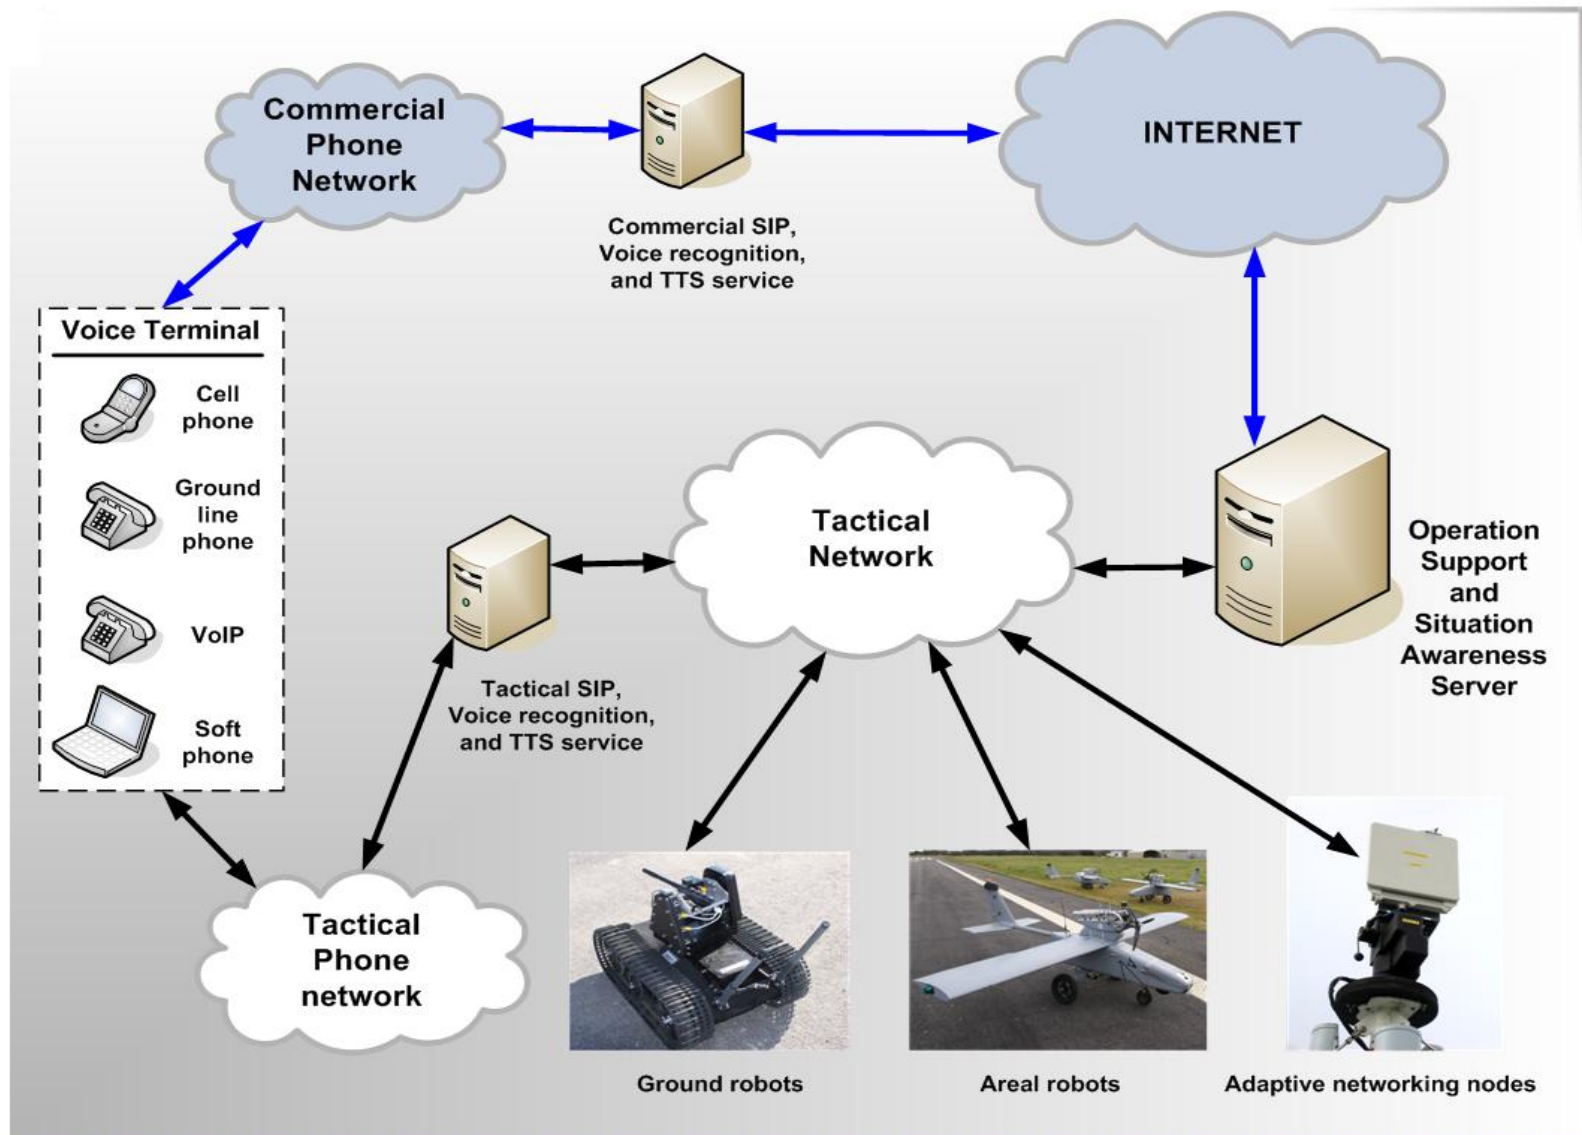 Commercial
Phone
Network
INTERNET
Commercial SIP,
Voice recognition,
and TTS service
Voice Terminal
Cell
phone
Ground
line
phone
VoIP
Soft
phone
Tactical
Network
Operation
Support
and
Situation
Awareness
Server
Tactical SIP,
Voice recognition,
and TTS service
Tactical
Phone
network
Ground robots
Areal robots
Adaptive networking nodes